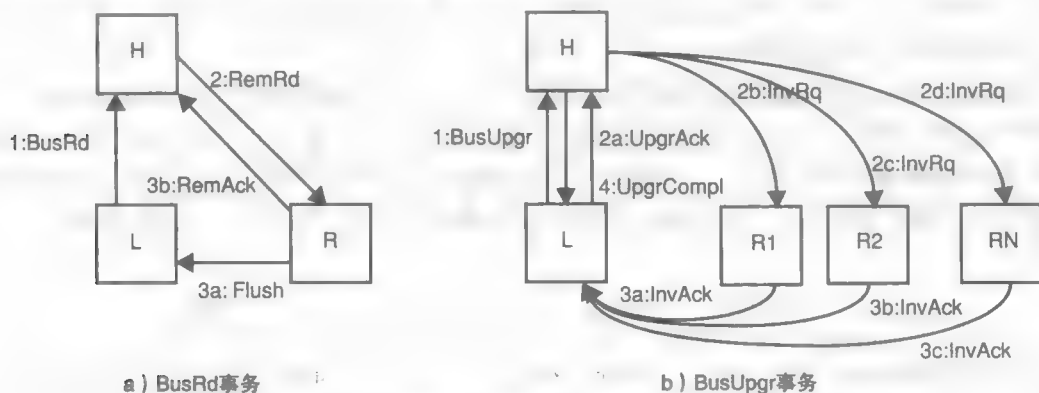 H
2:RemRd
1:BusRd
3b:RemAck
L
R
3a: Flush
a）BusRd事务
H
2b:InvRq
2d:InvRq
1:BusUpgr
2a:UpgrAck
2c:InvRq
4:UpgrCompl
L
R1
R2
RN
3a:InvAck
3b:InvAck
3c:InvAck
b）BusUpgr事务